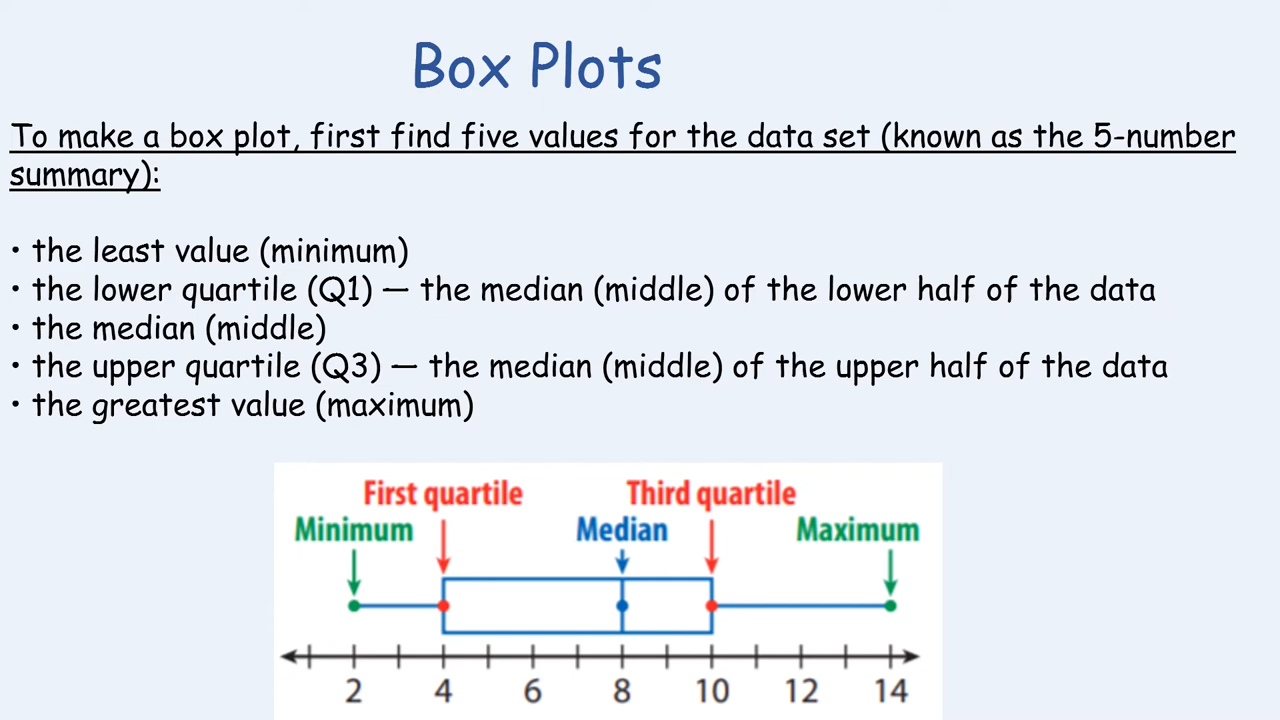 Box Plots
To make a box plot, first find five values for the data set (known as the 5-number
summary):
• the least value (minimum)
• the lower quartile (Q1) — the median (middle) of the lower half of the data
• the median (middle)
• the upper quartile (Q3) — the median (middle) of the upper half of the data
• the greatest value (maximum)
First quartile Third quartile
Minimum Median Maximum
2 4 6 8 10 12 14